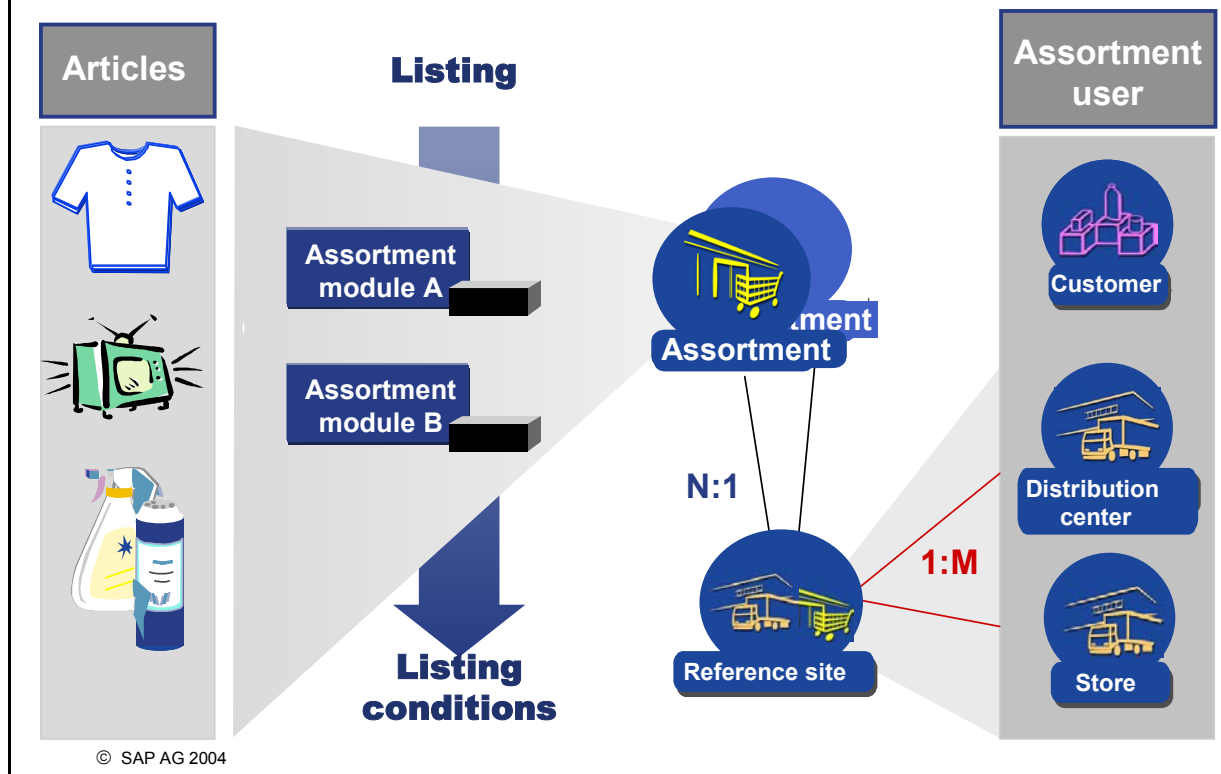 Articles
Listing
Assortment
user
Assortment
module A
Assortment
module B
tment
Assortment
Customer
N:1
Distribution
center
1:M
Reference site
Store
Listing
conditions
© SAP AG 2004